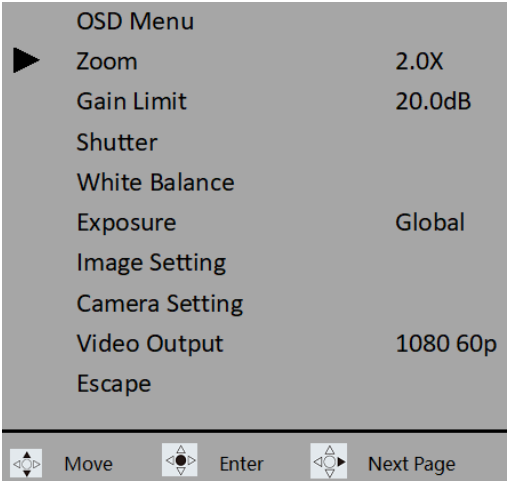 OSD Menu
Zoom 2.0X
Gain Limit 20.0dB
Shutter
White Balance
Exposure Global
Image Setting
Camera Setting
Video Output 1080 60p
Escape
Move Enter Next Page